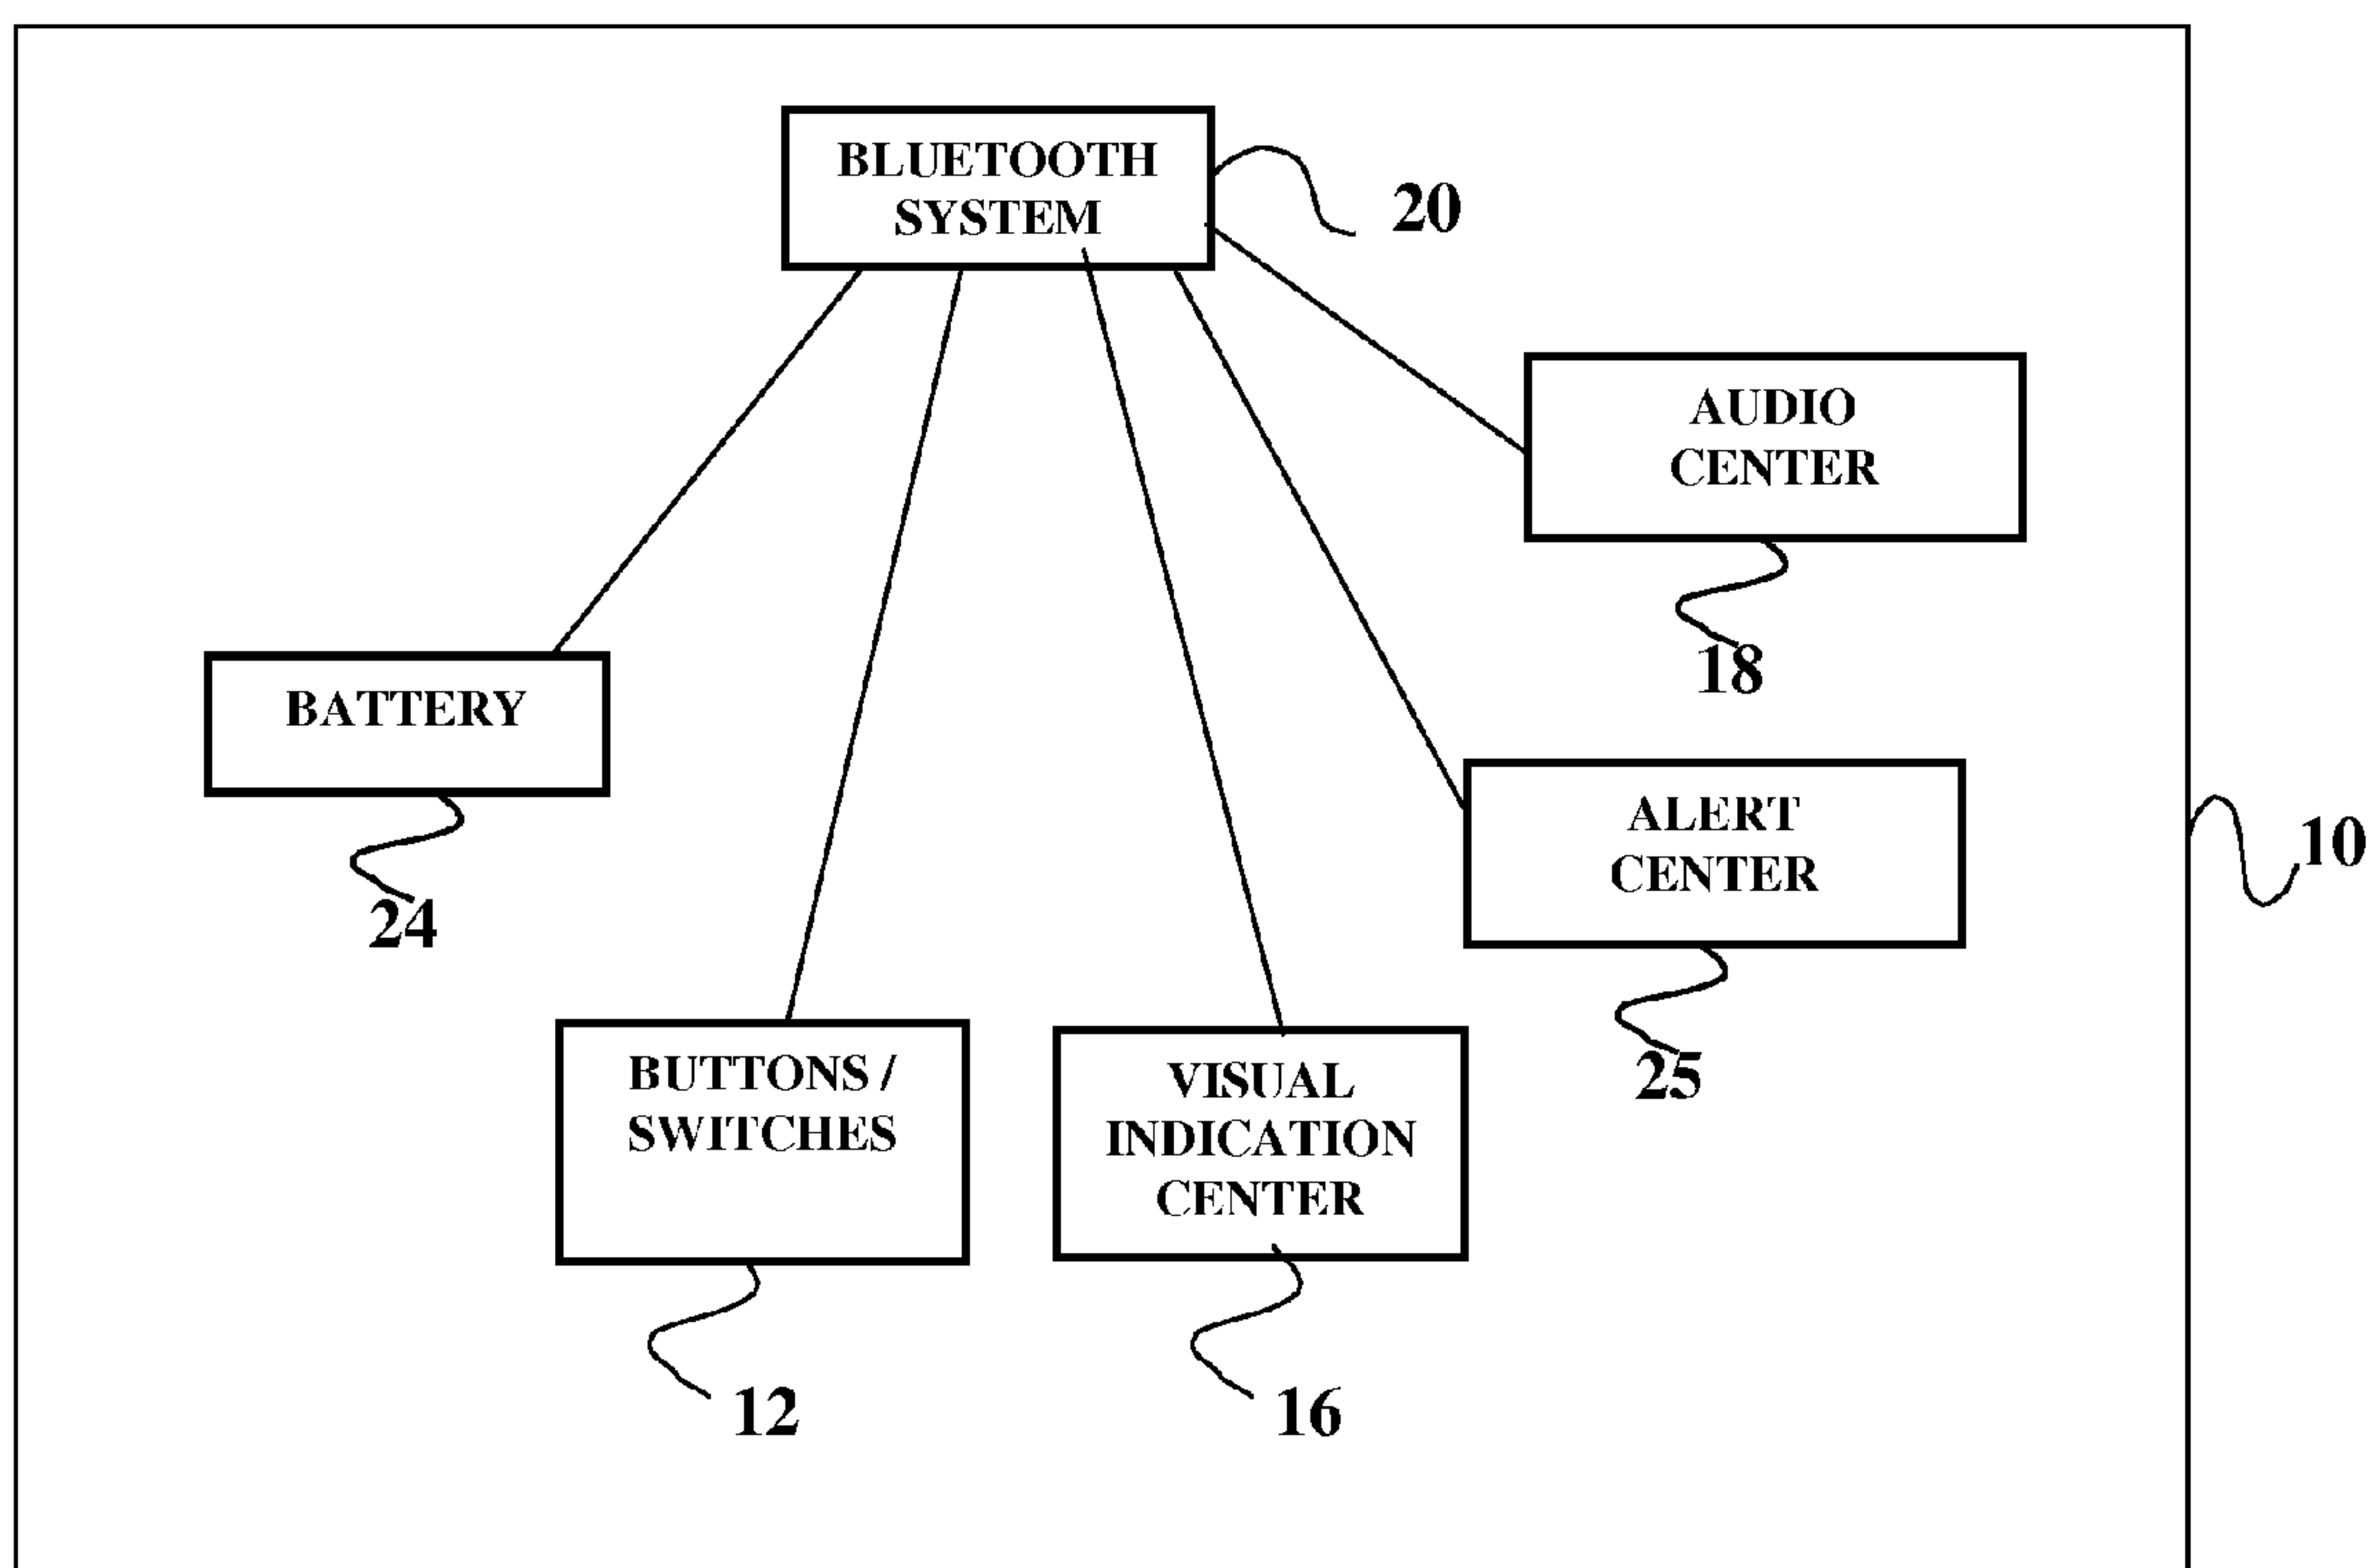 BLUETOOTH
SYSTEM
20
AUDIO
CENTER
18
BATTERY
24
ALERT
CENTER
25
10
BUTTONS /
SWITCHES
12
VISUAL
INDICATION
CENTER
16